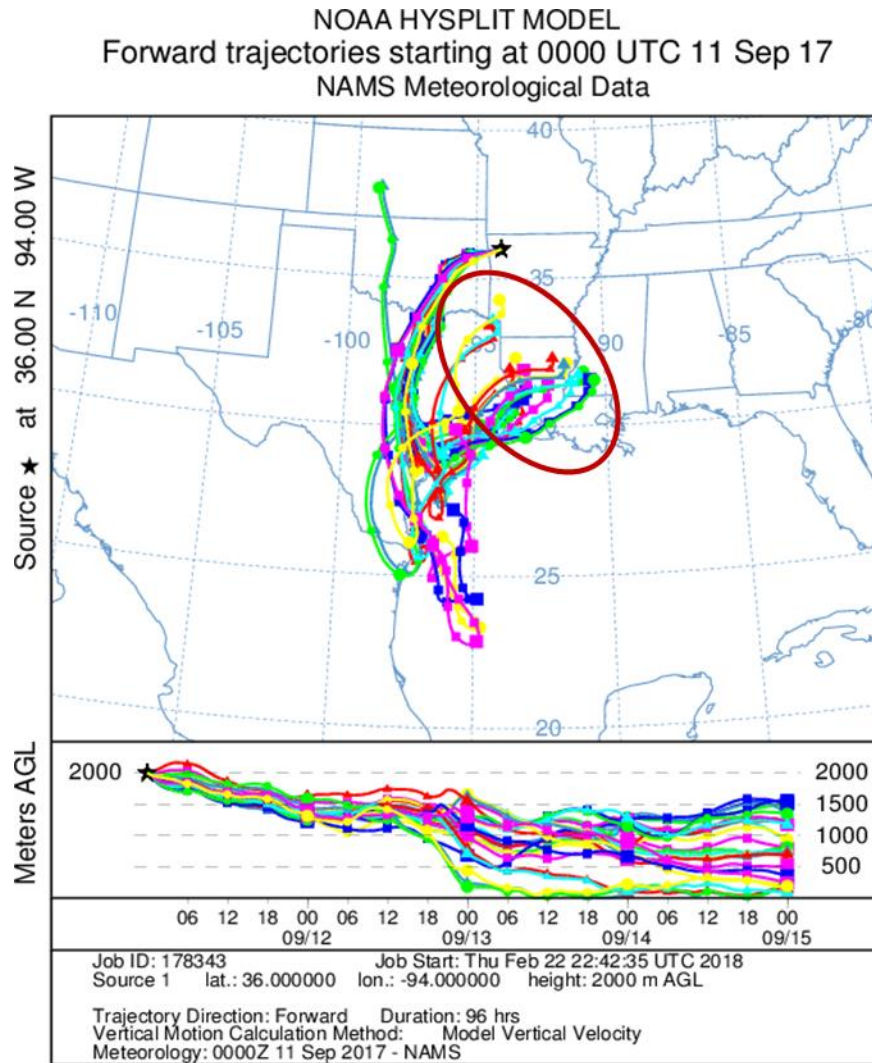 NOAA HYSPLIT MODEL
Forward trajectories starting at 0000 UTC 11 Sep 17
NAMS Meteorological Data
Source ★ at 36.00 N 94.00 W
40
35
-110
-105
-100
-95
90
-85
-80
25
20
Meters AGL
2000
2000
1500
1000
500
06 12 18 00 06 12 18 00 06 12 18 00 06 12 18 00
09/12 09/13 09/14 09/15
Job ID: 178343 Job Start: Thu Feb 22 22:42:35 UTC 2018
Source 1 lat.: 36.000000 lon.: -94.000000 height: 2000 m AGL
Trajectory Direction: Forward Duration: 96 hrs
Vertical Motion Calculation Method: Model Vertical Velocity
Meteorology: 0000Z 11 Sep 2017 - NAMS